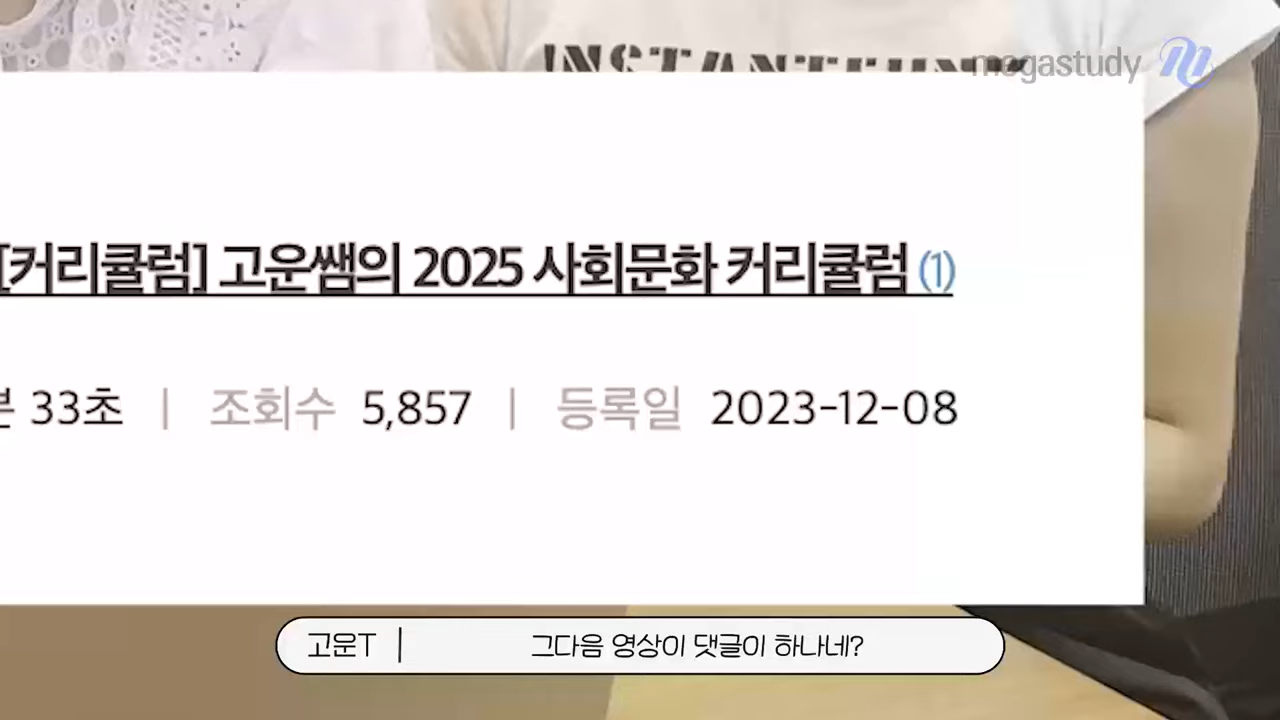 megastudy
[커리큘럼] 고운쌤의 2025 사회문화 커리큘럼 (1)
33초 | 조회수 5,857 | 등록일 2023-12-08
고운T | 그다음 영상이 댓글이 하나네?